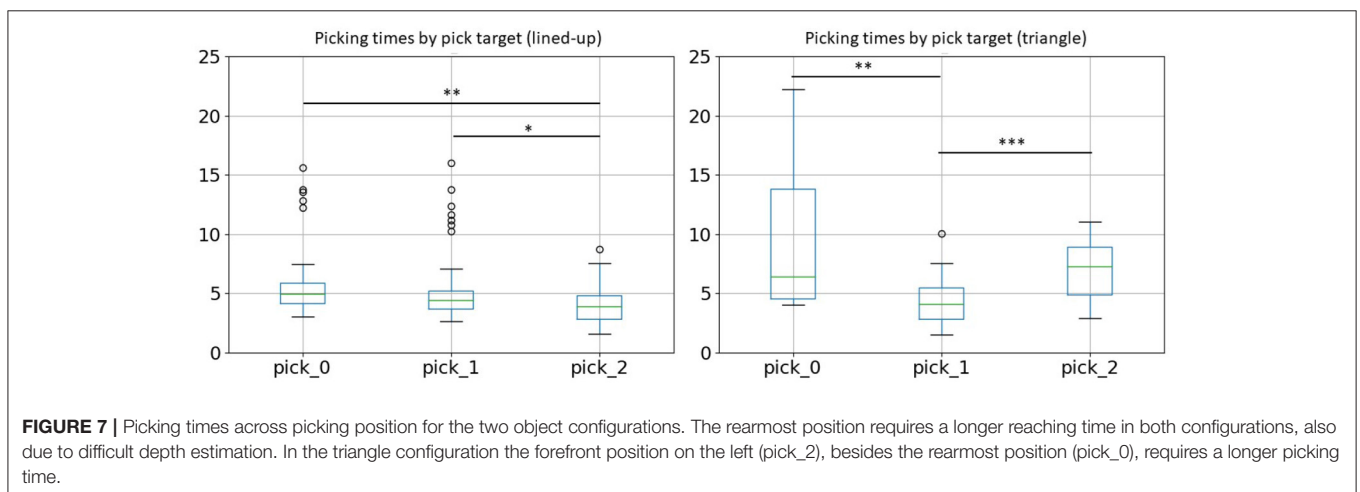 Picking times by pick target (lined-up)
25
20
15
10
5
0
**
*
pick_0 pick_1 pick_2
Picking times by pick target (triangle)
25
20
15
10
5
0
**
***
pick_0 pick_1 pick_2
FIGURE 7 | Picking times across picking position for the two object configurations. The rearmost position requires a longer reaching time in both configurations, also
due to difficult depth estimation. In the triangle configuration the forefront position on the left (pick_2), besides the rearmost position (pick_0), requires a longer picking
time.